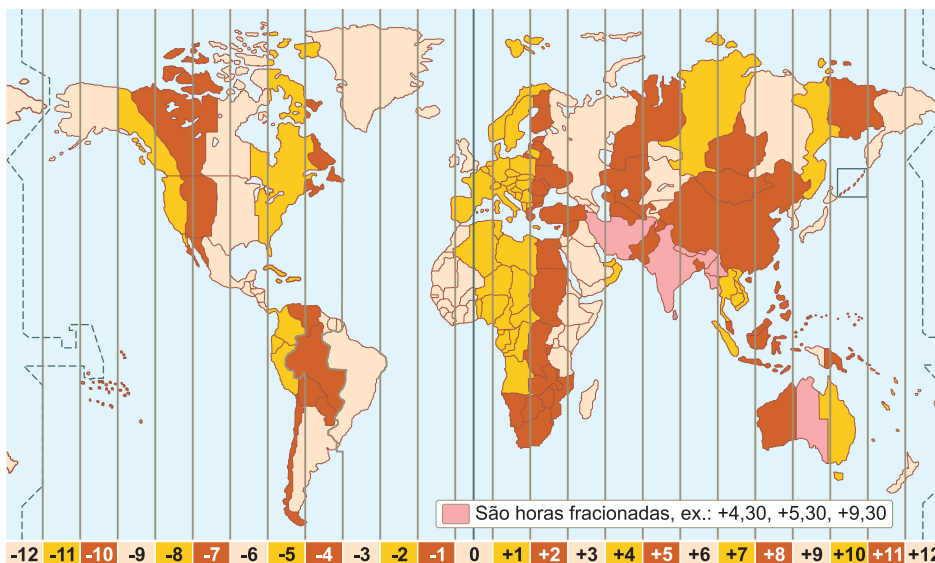 São horas fracionadas, ex.: +4,30, +5,30, +9,30
-12 -11 -10 -9 -8 -7 -6 -5 -4 -3 -2 -1 0 +1 +2 +3 +4 +5 +6 +7 +8 +9 +10 +11 +12